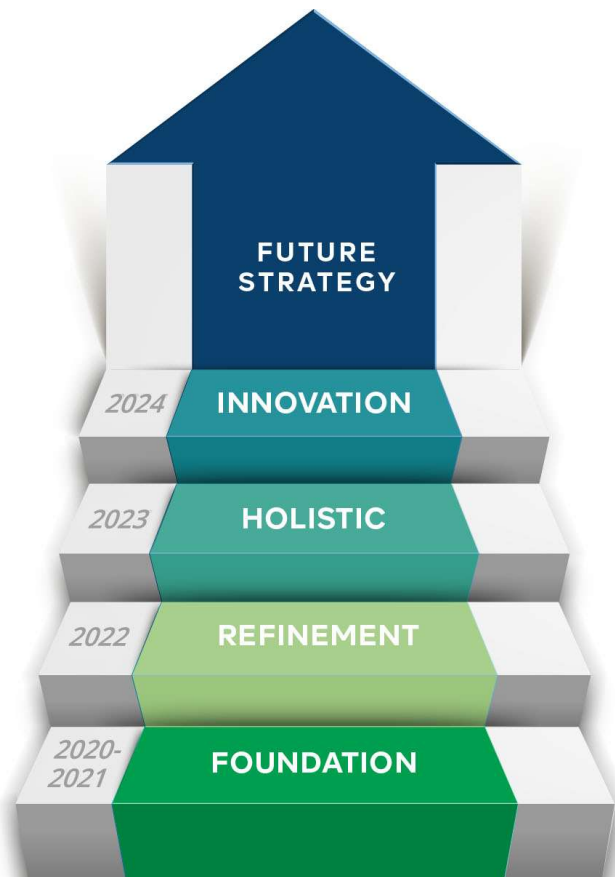 FUTURE
STRATEGY
2024 INNOVATION
2023 HOLISTIC
2022 REFINEMENT
2020-
2021
FOUNDATION